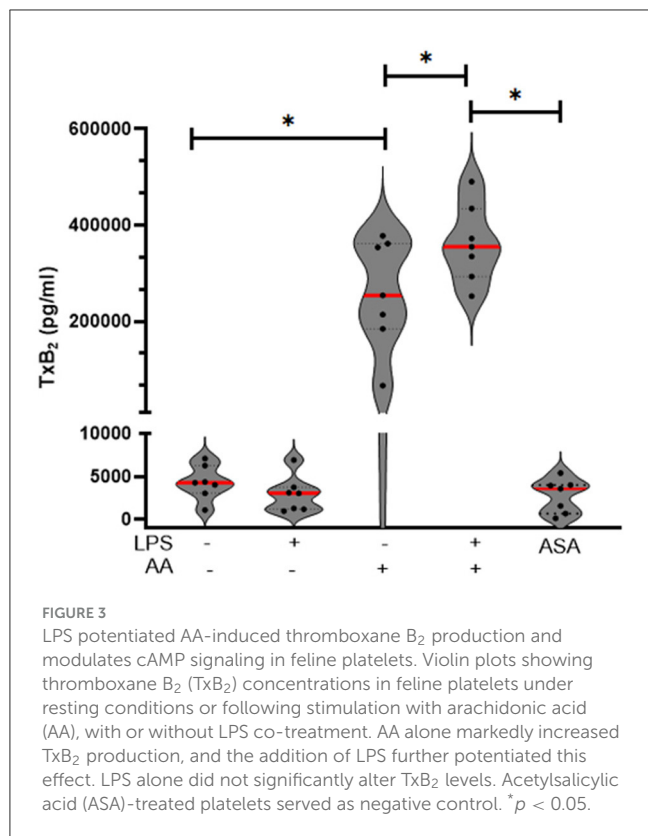 *
*
*
600000
400000
200000
TxB₂ (pg/ml)
10000
5000
0
LPS - + - + ASA
AA - - + +
FIGURE 3
LPS potentiated AA-induced thromboxane B₂ production and
modulates cAMP signaling in feline platelets. Violin plots showing
thromboxane B₂ (TxB₂) concentrations in feline platelets under
resting conditions or following stimulation with arachidonic acid
(AA), with or without LPS co-treatment. AA alone markedly increased
TxB₂ production, and the addition of LPS further potentiated this
effect. LPS alone did not significantly alter TxB₂ levels. Acetylsalicylic
acid (ASA)-treated platelets served as negative control. *p < 0.05.